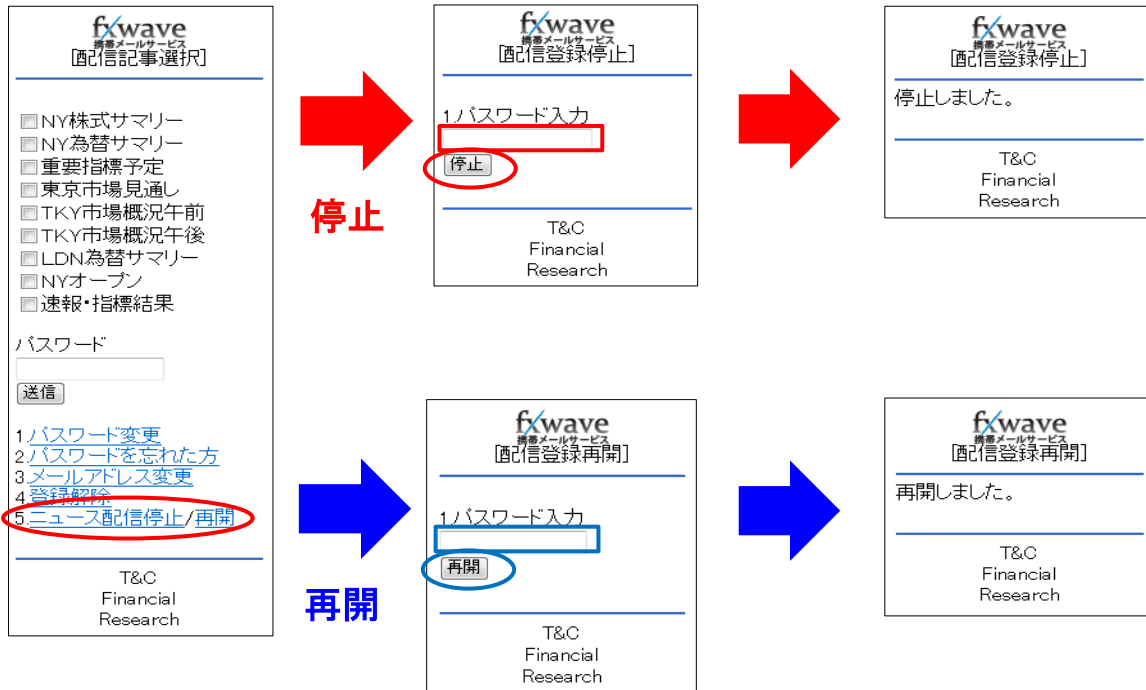 fxwave
携帯メールサービス
[配信記事選択]
NY株式サマリー
NY為替サマリー
重要指標予定
東京市場見通し
TKY市場概況午前
TKY市場概況午後
LDN為替サマリー
NYオープン
速報・指標結果
パスワード
送信
1.パスワード変更
2.パスワードを忘れた方
3.メールアドレス変更
4.登録解除
5.ニュース配信停止/再開
T&C
Financial
Research
停止
fxwave
携帯メールサービス
[配信登録停止]
1.パスワード入力
停止
T&C
Financial
Research
fxwave
携帯メールサービス
[配信登録停止]
停止しました。
T&C
Financial
Research
再開
fxwave
携帯メールサービス
[配信登録再開]
1.パスワード入力
再開
T&C
Financial
Research
fxwave
携帯メールサービス
[配信登録再開]
再開しました。
T&C
Financial
Research